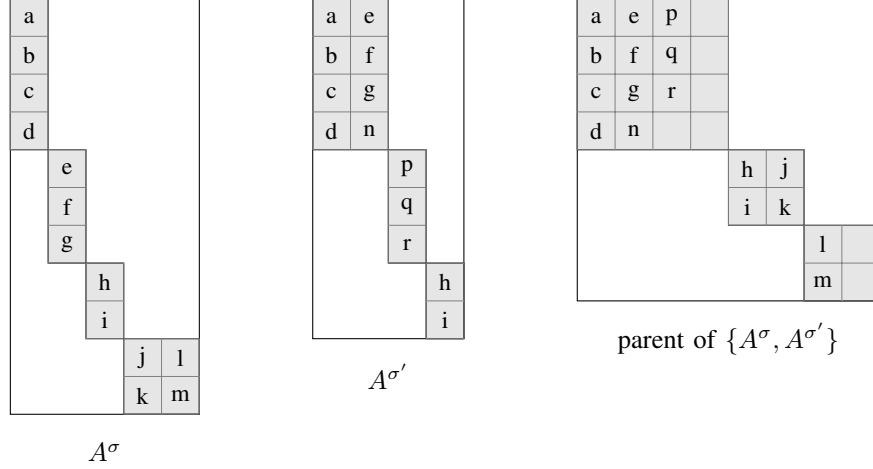 a
b
c
d
e
f
g
h
i
j l
k m
A^σ
a e
b f
c g
d n
p
q
r
h
i
A^σ′
a e p
b f q
c g r
d n
h j
i k
l
m
parent of {A^σ, A^σ′}